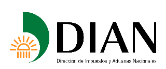 DIAN
Dirección de Impuestos y Aduanas Nacionales